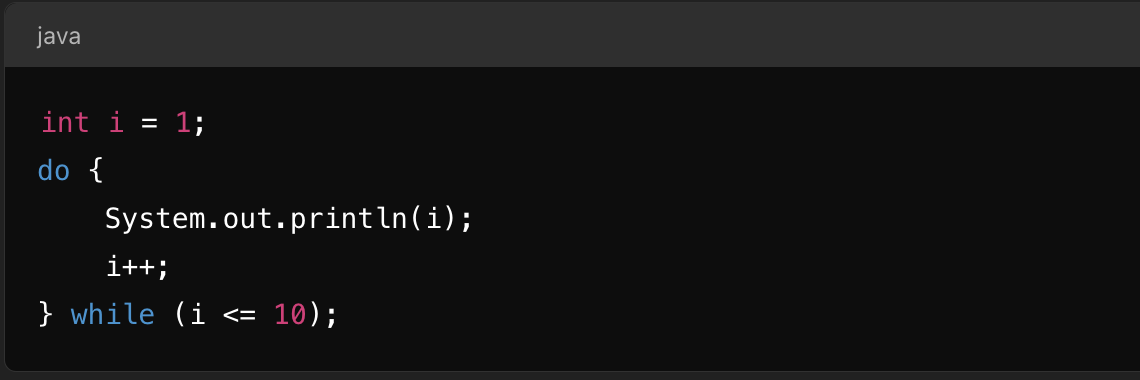 java
int i = 1;
do {
    System.out.println(i);
    i++;
} while (i <= 10);